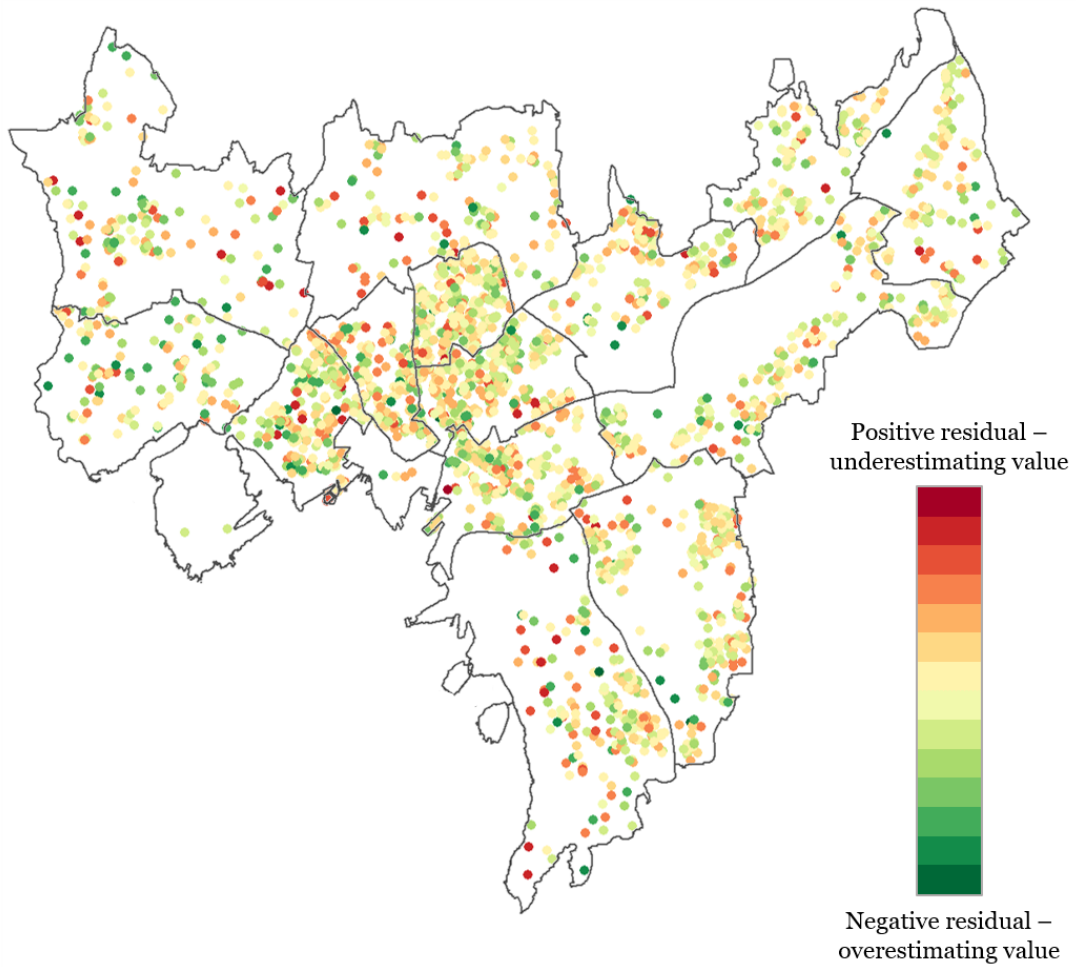 Positive residual –
underestimating value
Negative residual –
overestimating value